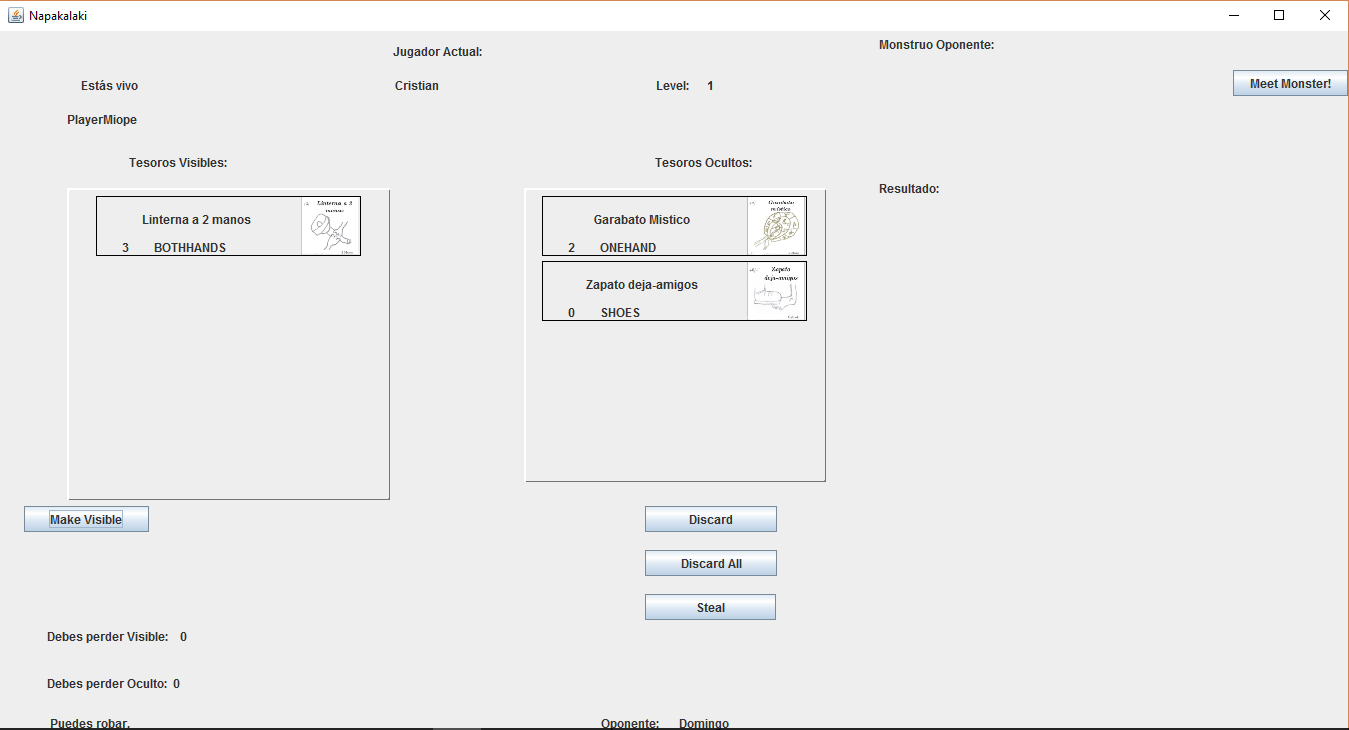 Napakalaki
Jugador Actual:
Monstruo Oponente:
Estás vivo
Cristian
Level: 1
Meet Monster!
PlayerMiope
Tesoros Visibles:
Tesoros Ocultos:
Resultado:
Linterna a 2 manos
3 BOTHHANDS
Linterna a 2
manos
Garabato Mistico
2 ONEHAND
Garabato
místico
Zapato deja-amigos
0 SHOES
Zapato
deja-amigos
Make Visible
Discard
Discard All
Steal
Debes perder Visible: 0
Debes perder Oculto: 0
Puedes robar.
Oponente: Domingo